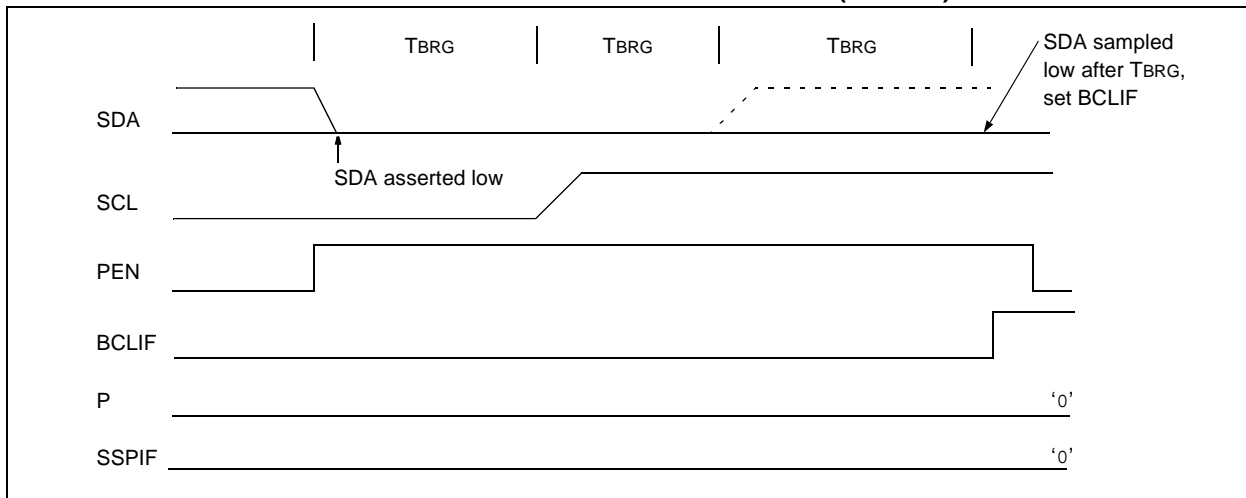 TBRG TBRG TBRG
SDA sampled
low after TBRG,
set BCLIF
SDA
SDA asserted low
SCL
PEN
BCLIF
P ‘0’
SSPIF ‘0’